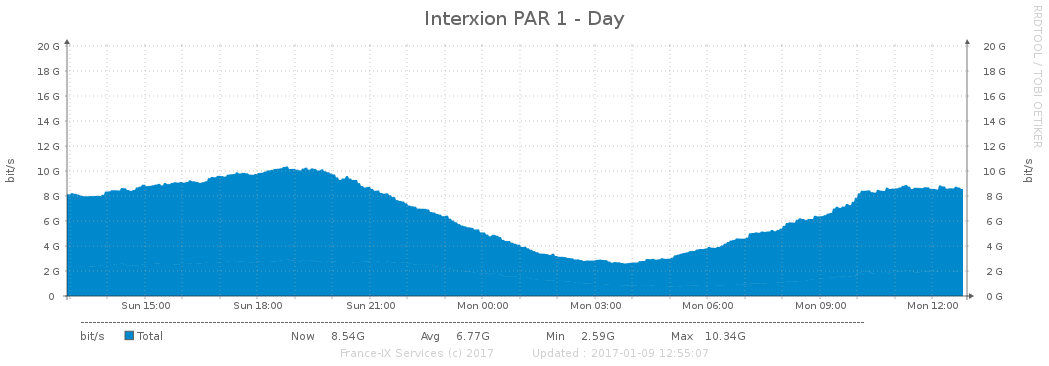 Interxion PAR 1 - Day
RRDTOOL / TOBI OETIKER
bit/s
20 G 20 G
18 G 18 G
16 G 16 G
14 G 14 G
12 G 12 G
10 G 10 G
8 G 8 G
6 G 6 G
4 G 4 G
2 G 2 G
0 0 G
bit/s
Sun 15:00 Sun 18:00 Sun 21:00 Mon 00:00 Mon 03:00 Mon 06:00 Mon 09:00 Mon 12:00
bit/s Total Now 8.54G Avg 6.77G Min 2.59G Max 10.34G
France-IX Services (c) 2017 Updated : 2017-01-09 12:55:07